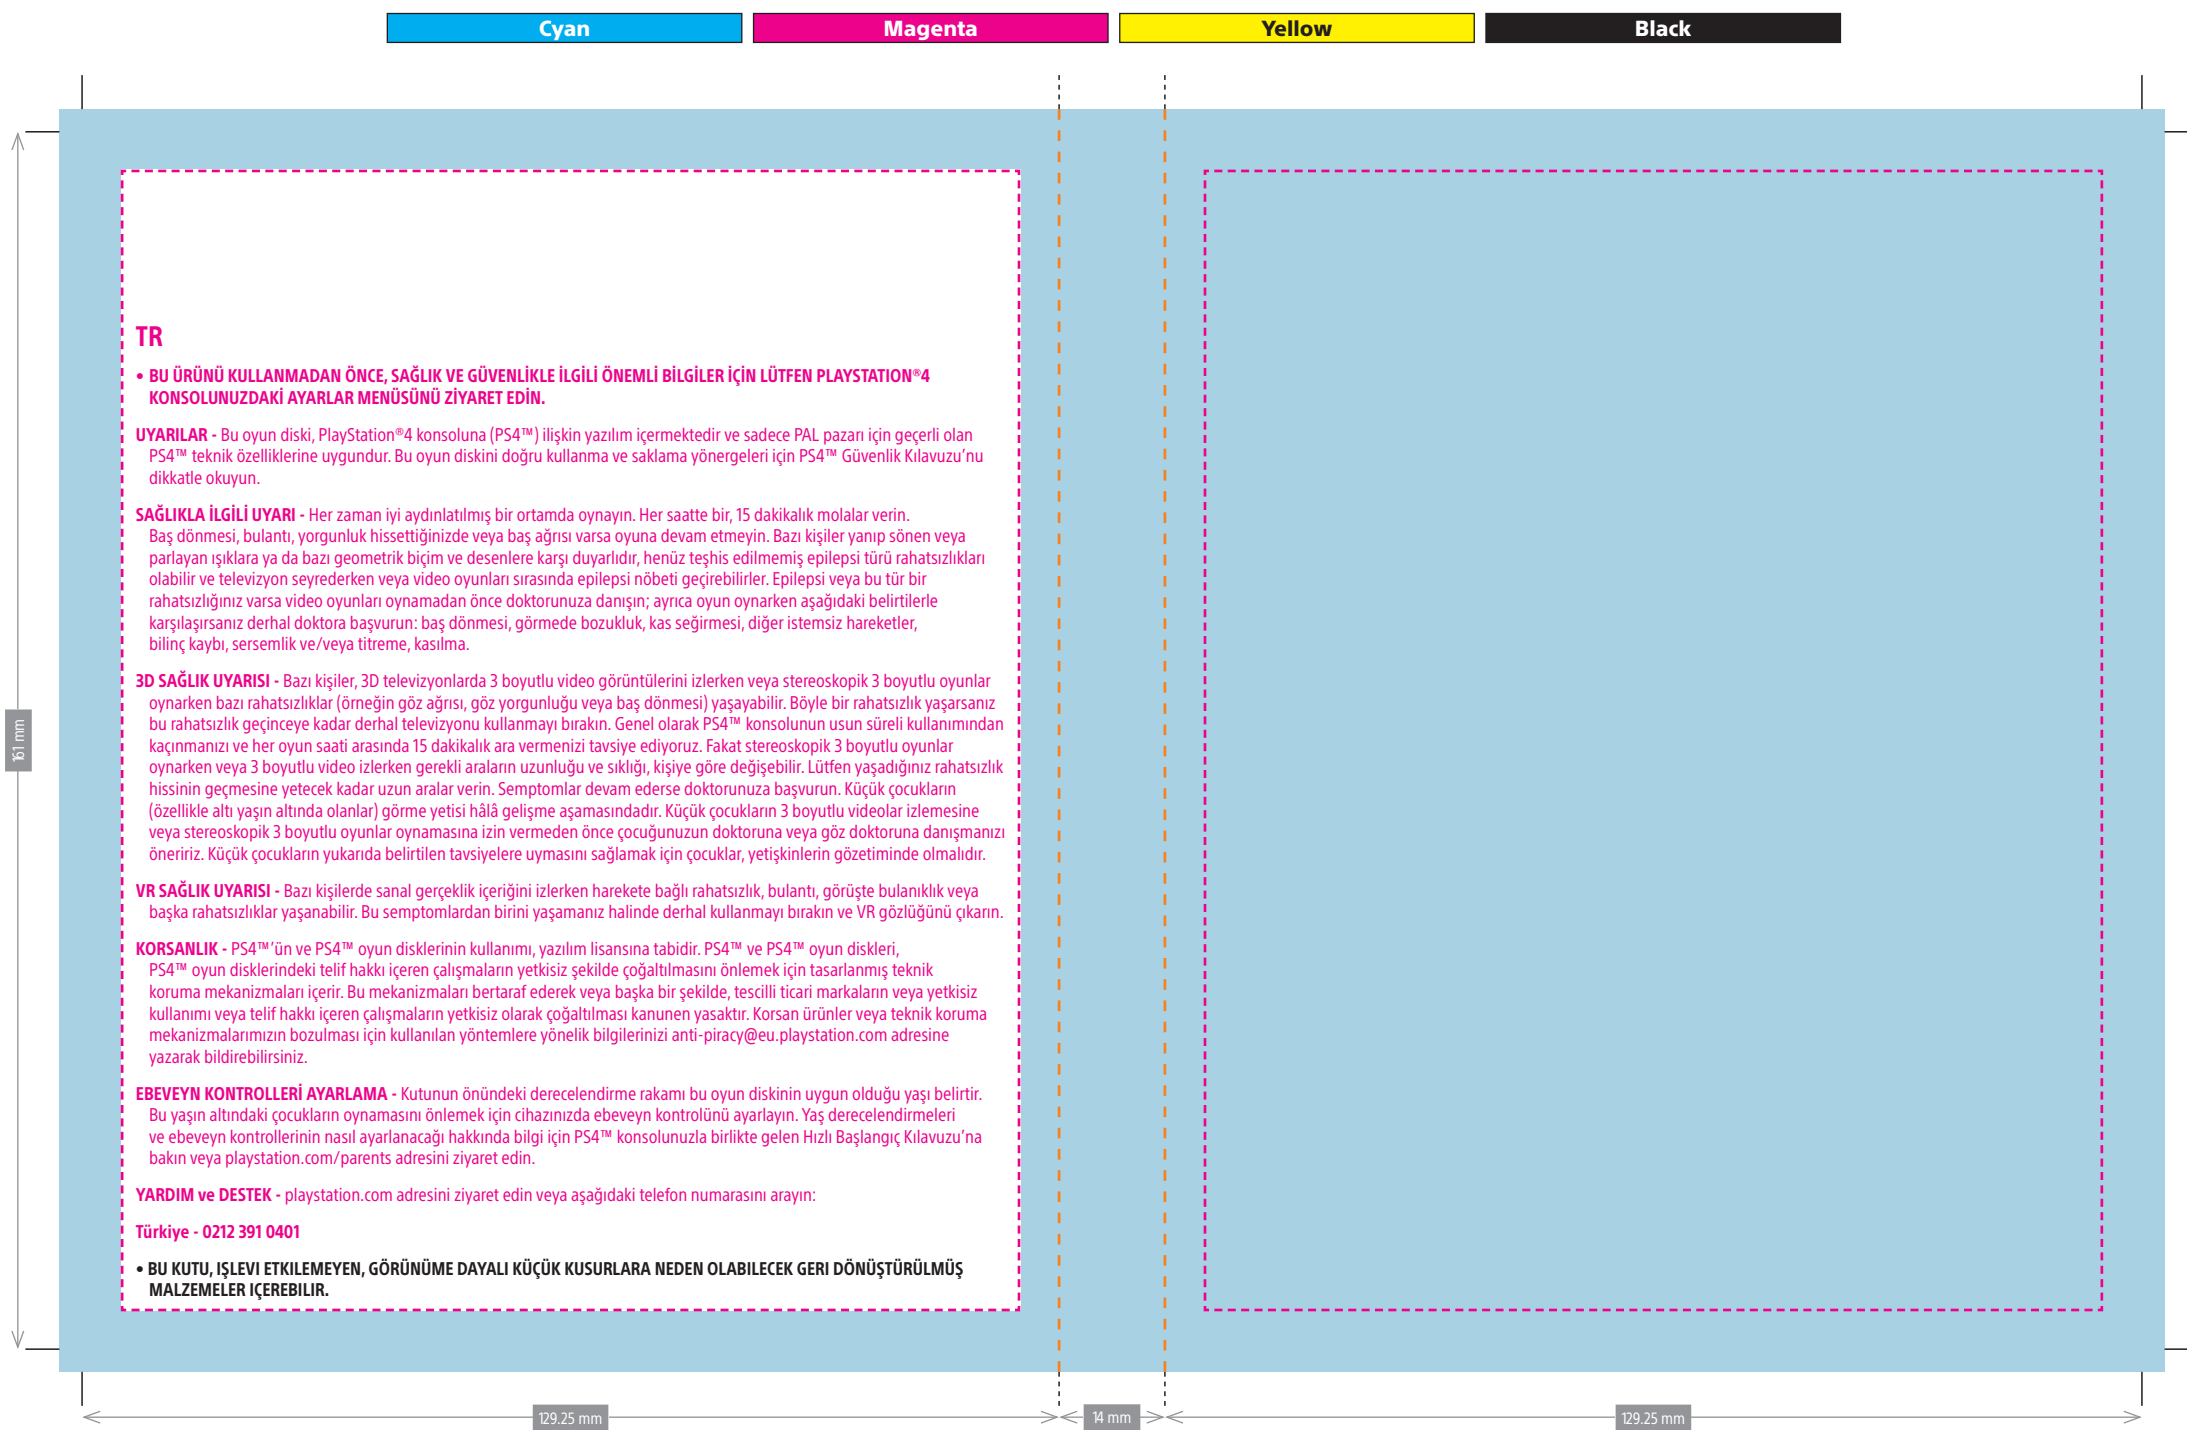 Cyan
Magenta
Yellow
Black
TR
• BU ÜRÜNÜ KULLANMADAN ÖNCE, SAĞLIK VE GÜVENLİKLE İLGİLİ ÖNEMLİ BİLGİLER İÇİN LÜTFEN PLAYSTATION®4
KONSOLUNUZDAKİ AYARLAR MENÜSÜNÜ ZİYARET EDİN.
UYARILAR - Bu oyun diski, PlayStation®4 konsoluna (PS4™) ilişkin yazılım içermektedir ve sadece PAL pazarı için geçerli olan
PS4™ teknik özelliklerine uygundur. Bu oyun diskini doğru kullanma ve saklama yönergeleri için PS4™ Güvenlik Kılavuzu’nu
dikkatle okuyun.
SAĞLIKLA İLGİLİ UYARI - Her zaman iyi aydınlatılmış bir ortamda oynayın. Her saatte bir, 15 dakikalık molalar verin.
Baş dönmesi, bulantı, yorgunluk hissettiğinizde veya baş ağrısı varsa oyuna devam etmeyin. Bazı kişiler yanıp sönen veya
parlayan ışıklara ya da bazı geometrik biçim ve desenlere karşı duyarlıdır, henüz teşhis edilmemiş epilepsi türü rahatsızlıkları
olabilir ve televizyon seyrederken veya video oyunları sırasında epilepsi nöbeti geçirebilirler. Epilepsi veya bu tür bir
rahatsızlığınız varsa video oyunları oynamadan önce doktorunuza danışın; ayrıca oyun oynarken aşağıdaki belirtilerle
karşılaşırsanız derhal doktora başvurun: baş dönmesi, görmede bozukluk, kas seğirmesi, diğer istemsiz hareketler,
bilinç kaybı, sersemlik ve/veya titreme, kasılma.
3D SAĞLIK UYARISI - Bazı kişiler, 3D televizyonlarda 3 boyutlu video görüntülerini izlerken veya stereoskopik 3 boyutlu oyunlar
oynarken bazı rahatsızlıklar (örneğin göz ağrısı, göz yorgunluğu veya baş dönmesi) yaşayabilir. Böyle bir rahatsızlık yaşarsanız
bu rahatsızlık geçinceye kadar derhal televizyonu kullanmayı bırakın. Genel olarak PS4™ konsolunun usun süreli kullanımından
kaçınmanızı ve her oyun saati arasında 15 dakikalık ara vermenizi tavsiye ediyoruz. Fakat stereoskopik 3 boyutlu oyunlar
oynarken veya 3 boyutlu video izlerken gerekli araların uzunluğu ve sıklığı, kişiye göre değişebilir. Lütfen yaşadığınız rahatsızlık
hissinin geçmesine yetecek kadar uzun aralar verin. Semptomlar devam ederse doktorunuza başvurun. Küçük çocukların
(özellikle altı yaşın altında olanlar) görme yetisi hâlâ gelişme aşamasındadır. Küçük çocukların 3 boyutlu videolar izlemesine
veya stereoskopik 3 boyutlu oyunlar oynamasına izin vermeden önce çocuğunuzun doktoruna veya göz doktoruna danışmanızı
öneririz. Küçük çocukların yukarıda belirtilen tavsiyelere uymasını sağlamak için çocuklar, yetişkinlerin gözetiminde olmalıdır.
VR SAĞLIK UYARISI - Bazı kişilerde sanal gerçeklik içeriğini izlerken harekete bağlı rahatsızlık, bulantı, görüşte bulanıklık veya
başka rahatsızlıklar yaşanabilir. Bu semptomlardan birini yaşamanız halinde derhal kullanmayı bırakın ve VR gözlüğünü çıkarın.
KORSANLIK - PS4™’ün ve PS4™ oyun disklerinin kullanımı, yazılım lisansına tabidir. PS4™ ve PS4™ oyun diskleri,
PS4™ oyun disklerindeki telif hakkı içeren çalışmaların yetkisiz şekilde çoğaltılmasını önlemek için tasarlanmış teknik
koruma mekanizmaları içerir. Bu mekanizmaları bertaraf ederek veya başka bir şekilde, tescilli ticari markaların veya yetkisiz
kullanımı veya telif hakkı içeren çalışmaların yetkisiz olarak çoğaltılması kanunen yasaktır. Korsan ürünler veya teknik koruma
mekanizmalarımızın bozulması için kullanılan yöntemlere yönelik bilgilerinizi anti-piracy@eu.playstation.com adresine
yazarak bildirebilirsiniz.
EBEVEYN KONTROLLERİ AYARLAMA - Kutunun önündeki derecelendirme rakamı bu oyun diskinin uygun olduğu yaşı belirtir.
Bu yaşın altındaki çocukların oynamasını önlemek için cihazınızda ebeveyn kontrolünü ayarlayın. Yaş derecelendirmeleri
ve ebeveyn kontrollerinin nasıl ayarlanacağı hakkında bilgi için PS4™ konsolunuzla birlikte gelen Hızlı Başlangıç Kılavuzu’na
bakın veya playstation.com/parents adresini ziyaret edin.
YARDIM ve DESTEK - playstation.com adresini ziyaret edin veya aşağıdaki telefon numarasını arayın:
Türkiye - 0212 391 0401
• BU KUTU, IŞLEVI ETKILEMEYEN, GÖRÜNÜME DAYALI KÜÇÜK KUSURLARA NEDEN OLABILECEK GERI DÖNÜŞTÜRÜLMÜŞ
MALZEMELER IÇEREBILIR.
161 mm
129.25 mm
14 mm
129.25 mm